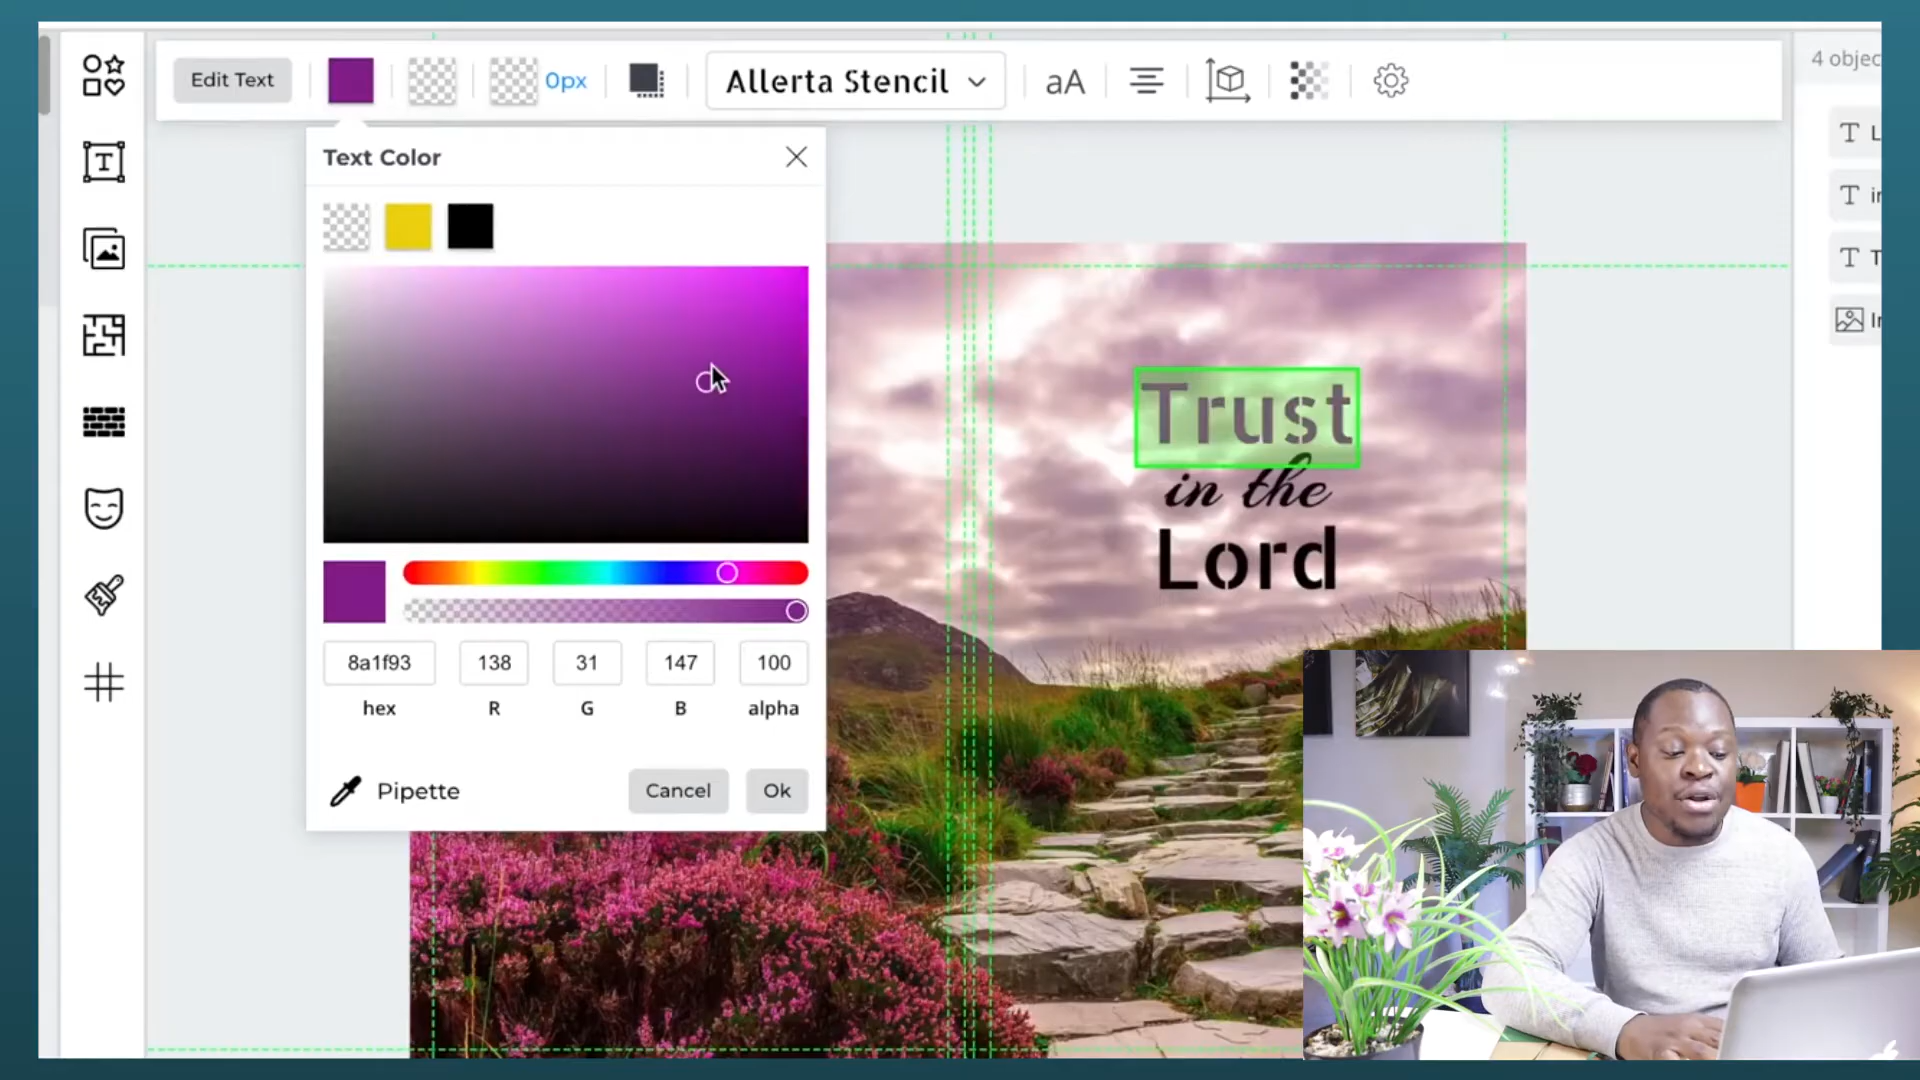 Edit Text
0px
Allerta Stencil
aA
4 objec
Text Color
T L
T
T T
Trust
in the
Lord
8a1f93 138 31 147 100
hex R G B alpha
Pipette Cancel Ok